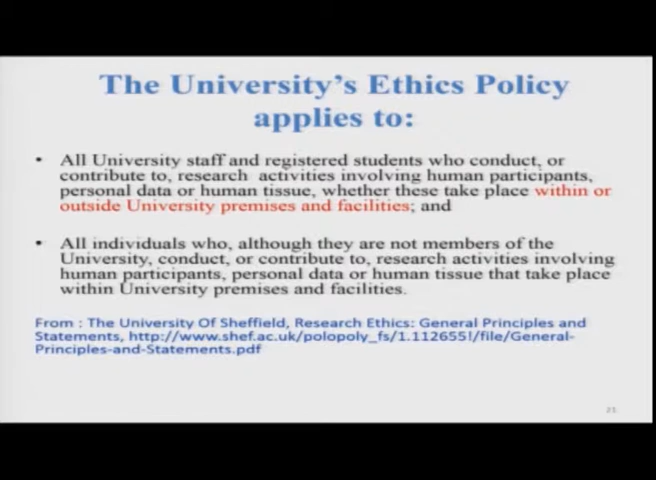 The University's Ethics Policy
applies to:
• All University staff and registered students who conduct, or
contribute to, research activities involving human participants,
personal data or human tissue, whether these take place within or
outside University premises and facilities; and
• All individuals who, although they are not members of the
University, conduct, or contribute to, research activities involving
human participants, personal data or human tissue that take place
within University premises and facilities.
From : The University Of Sheffield, Research Ethics: General Principles and
Statements, http://www.shef.ac.uk/polopoly_fs/1.112655!/file/General-
Principles-and-Statements.pdf